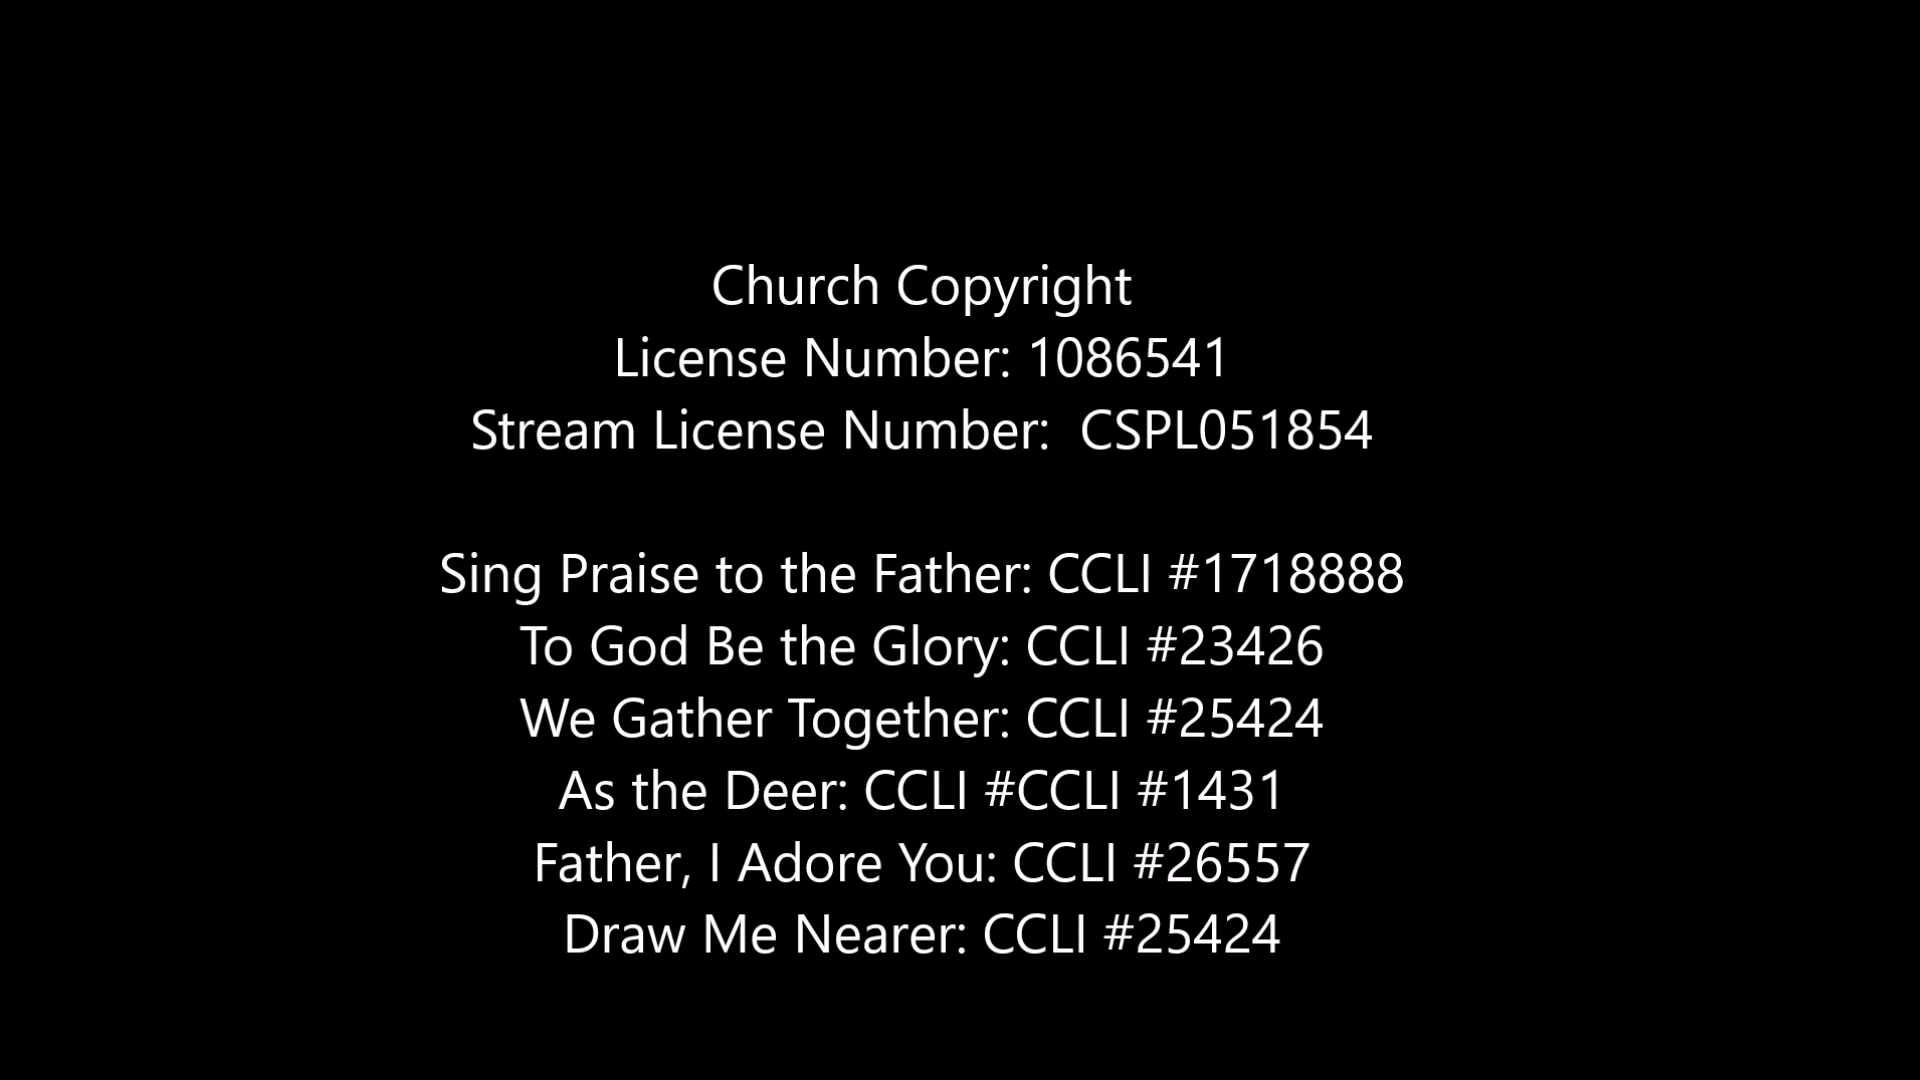 Church Copyright
License Number: 1086541
Stream License Number:  CSPL051854
Sing Praise to the Father: CCLI #1718888
To God Be the Glory: CCLI #23426
We Gather Together: CCLI #25424
As the Deer: CCLI #CCLI #1431
Father, I Adore You: CCLI #26557
Draw Me Nearer: CCLI #25424